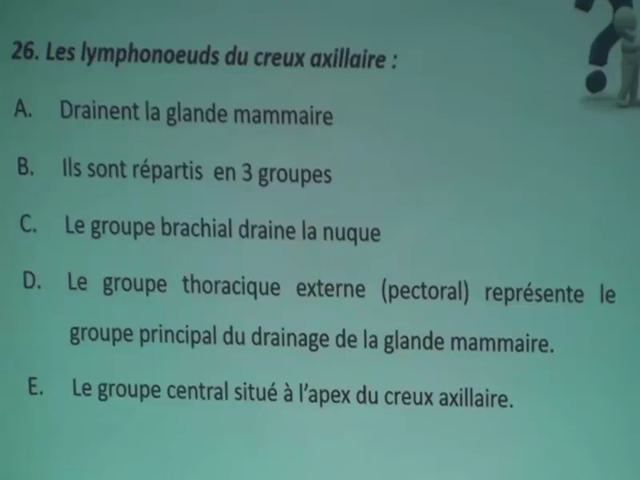 26. Les lymphonoeuds du creux axillaire :
A. Drainent la glande mammaire
B. Ils sont répartis en 3 groupes
C. Le groupe brachial draine la nuque
D. Le groupe thoracique externe (pectoral) représente le
groupe principal du drainage de la glande mammaire.
E. Le groupe central situé à l'apex du creux axillaire.